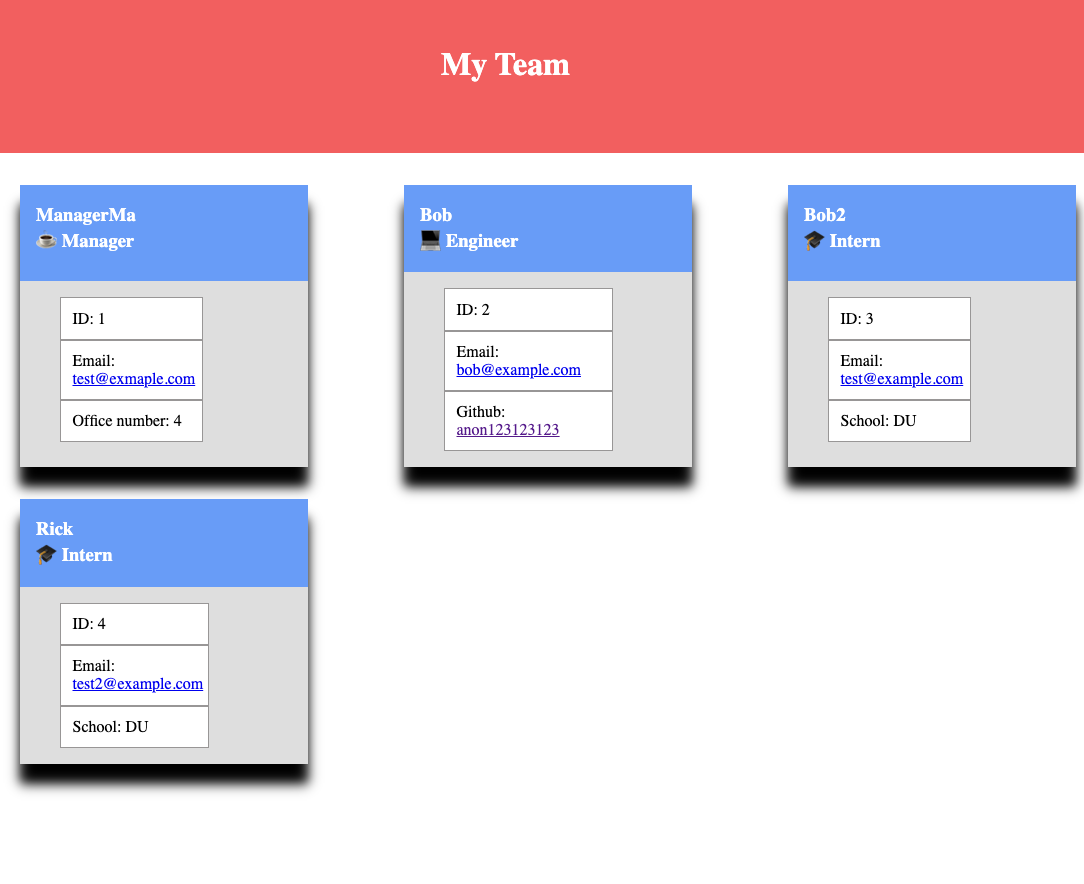 My Team
ManagerMa
☕ Manager
ID: 1
Email:
test@exmaple.com
Office number: 4
Bob
💻 Engineer
ID: 2
Email:
bob@example.com
Github:
anon123123123
Bob2
🎓 Intern
ID: 3
Email:
test@example.com
School: DU
Rick
🎓 Intern
ID: 4
Email:
test2@example.com
School: DU